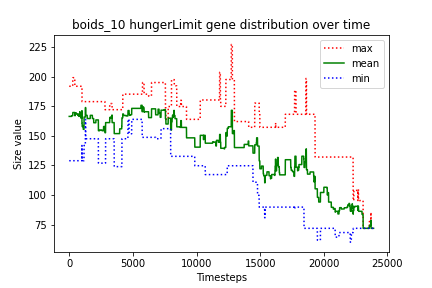 boids_10 hungerLimit gene distribution over time
max
mean
min
Size value
225
200
175
150
125
100
75
0
5000
10000
15000
20000
25000
Timesteps